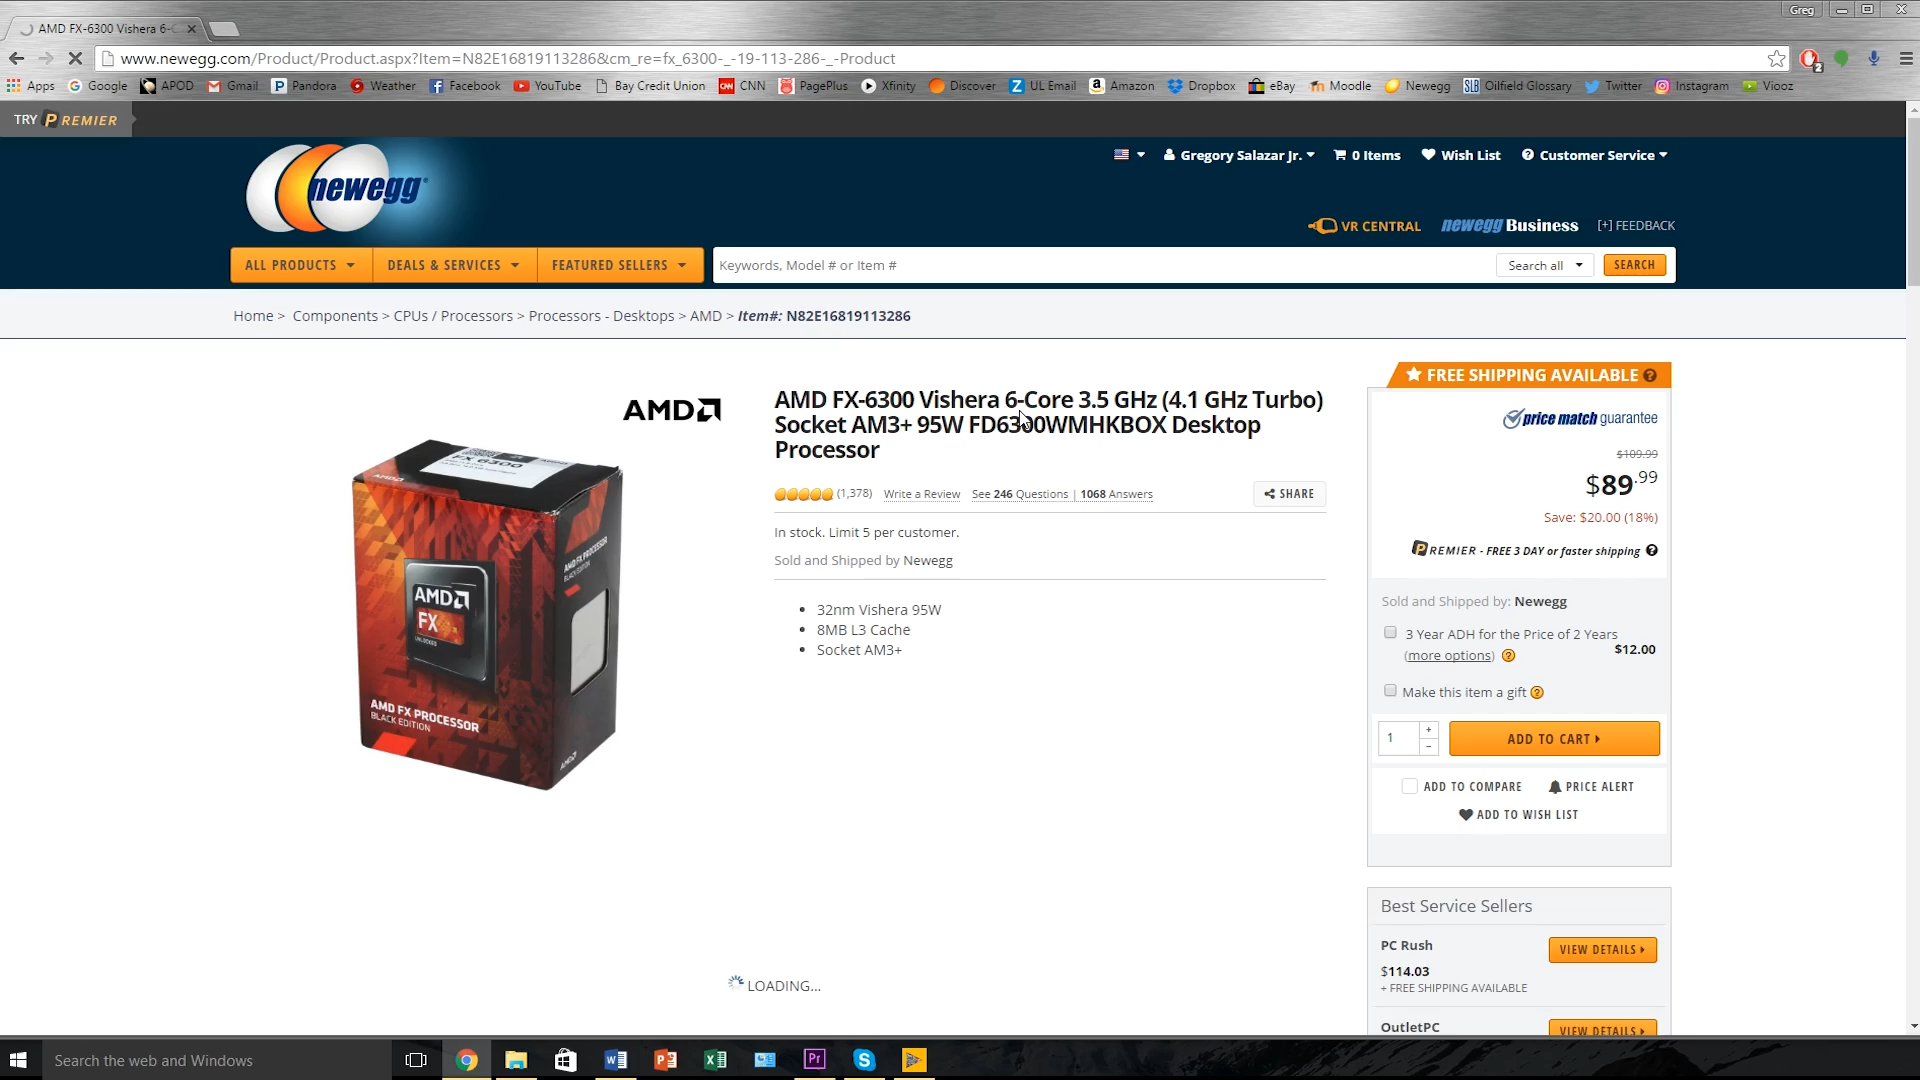 Greg
AMD FX-6300 Vishera 6-C
www.newegg.com/Product/Product.aspx?Item=N82E16819113286&cm_re=fx_6300-_-19-113-286-_-Product
Apps Google APOD Gmail Pandora Weather Facebook YouTube Bay Credit Union CNN PagePlus Xfinity Discover UL Email Amazon Dropbox eBay Moodle Newegg Oilfield Glossary Twitter Instagram Viooz
TRY PREMIER
newegg
Gregory Salazar Jr. 0 Items Wish List Customer Service
VR CENTRAL newegg Business [+] FEEDBACK
ALL PRODUCTS DEALS & SERVICES FEATURED SELLERS Keywords, Model # or Item # Search all SEARCH
Home > Components > CPUs / Processors > Processors - Desktops > AMD > Item#: N82E16819113286
FREE SHIPPING AVAILABLE
AMD
AMD FX-6300 Vishera 6-Core 3.5 GHz (4.1 GHz Turbo)
Socket AM3+ 95W FD6300WMHKBOX Desktop
Processor
price match guarantee
$109.99
$89.99
Save: $20.00 (18%)
(1,378) Write a Review See 246 Questions | 1068 Answers SHARE
In stock. Limit 5 per customer.
Sold and Shipped by Newegg
PREMIER - FREE 3 DAY or faster shipping
32nm Vishera 95W
8MB L3 Cache
Socket AM3+
FX 6300
AMD
AMD FX PROCESSOR
BLACK EDITION
AMD
FX
UNLOCKED
AMD FX PROCESSOR
BLACK EDITION
AMD
Sold and Shipped by: Newegg
3 Year ADH for the Price of 2 Years
(more options) $12.00
Make this item a gift
1 + - ADD TO CART
ADD TO COMPARE PRICE ALERT
ADD TO WISH LIST
Best Service Sellers
PC Rush VIEW DETAILS
$114.03
+ FREE SHIPPING AVAILABLE
OutletPC VIEW DETAILS
LOADING...
Search the web and Windows